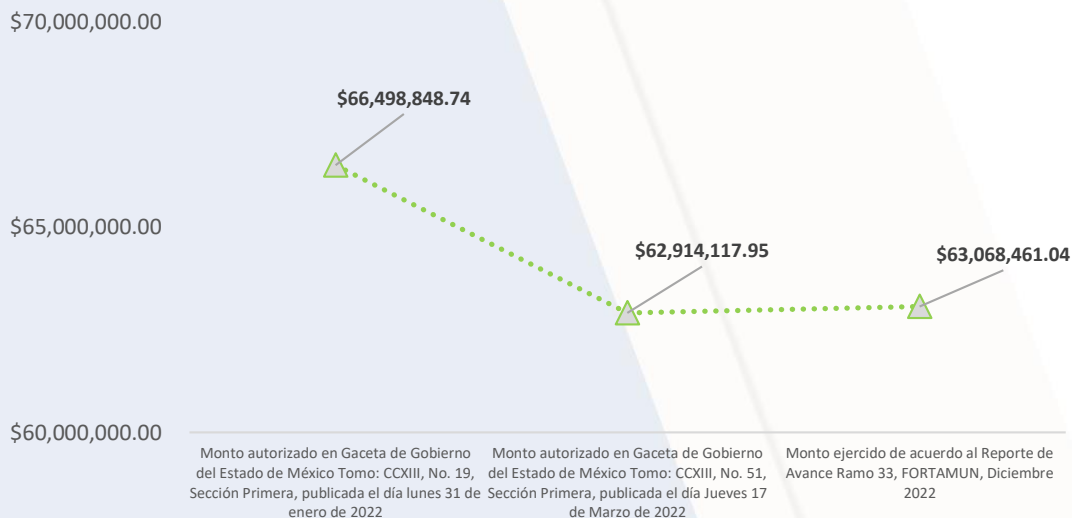 $70,000,000.00
$66,498,848.74
$65,000,000.00
$62,914,117.95
$63,068,461.04
$60,000,000.00
Monto autorizado en Gaceta de Gobierno
del Estado de México Tomo: CCXIII, No. 19,
Sección Primera, publicada el día lunes 31 de
enero de 2022
Monto autorizado en Gaceta de Gobierno
del Estado de México Tomo: CCXIII, No. 51,
Sección Primera, publicada el día Jueves 17
de Marzo de 2022
Monto ejercido de acuerdo al Reporte de
Avance Ramo 33, FORTAMUN, Diciembre
2022